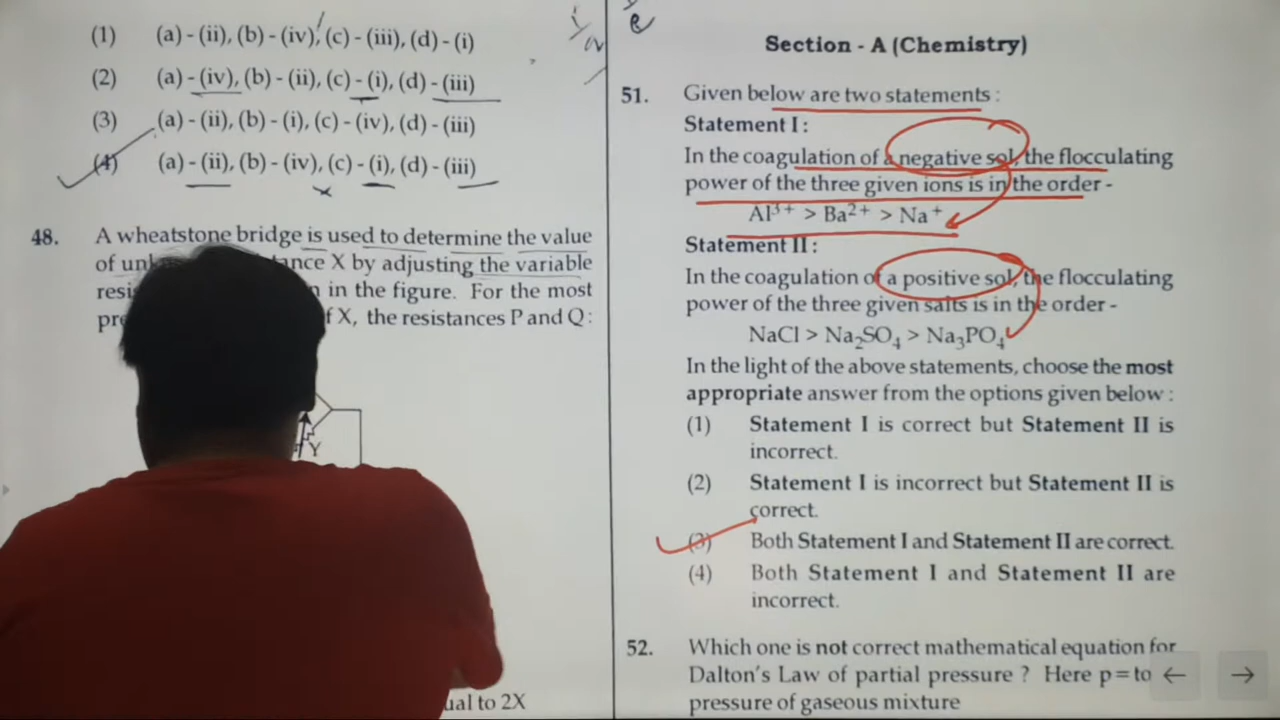 (1) (a) - (ii), (b) - (iv), (c) - (iii), (d) - (i)
(2) (a) - (iv), (b) - (ii), (c) - (i), (d) - (iii)
(3) (a) - (ii), (b) - (i), (c) - (iv), (d) - (iii)
(4) (a) - (ii), (b) - (iv), (c) - (i), (d) - (iii)
48. A wheatstone bridge is used to determine the value
of X by adjusting the variable
in the figure. For the most
of X, the resistances P and Q :
Y
2X
Section - A (Chemistry)
51. Given below are two statements :
Statement I :
In the coagulation of a negative sol, the flocculating
power of the three given ions is in the order -
Al³⁺ > Ba²⁺ > Na⁺
Statement II :
In the coagulation of a positive sol, the flocculating
power of the three given salts is in the order -
NaCl > Na₂SO₄ > Na₃PO₄
In the light of the above statements, choose the most
appropriate answer from the options given below :
(1) Statement I is correct but Statement II is
incorrect.
(2) Statement I is incorrect but Statement II is
correct.
(3) Both Statement I and Statement II are correct.
(4) Both Statement I and Statement II are
incorrect.
52. Which one is not correct mathematical equation for
Dalton's Law of partial pressure ? Here p = to
pressure of gaseous mixture